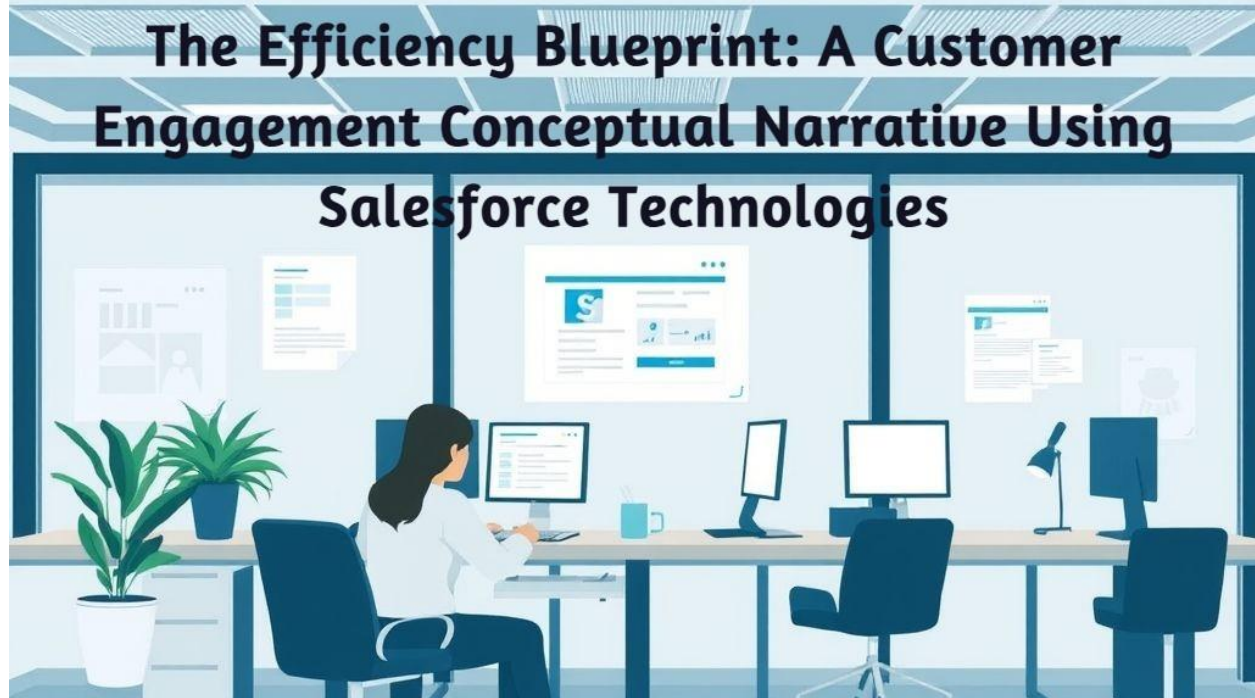 The Efficiency Blueprint: A Customer
Engagement Conceptual Narrative Using
Salesforce Technologies
S